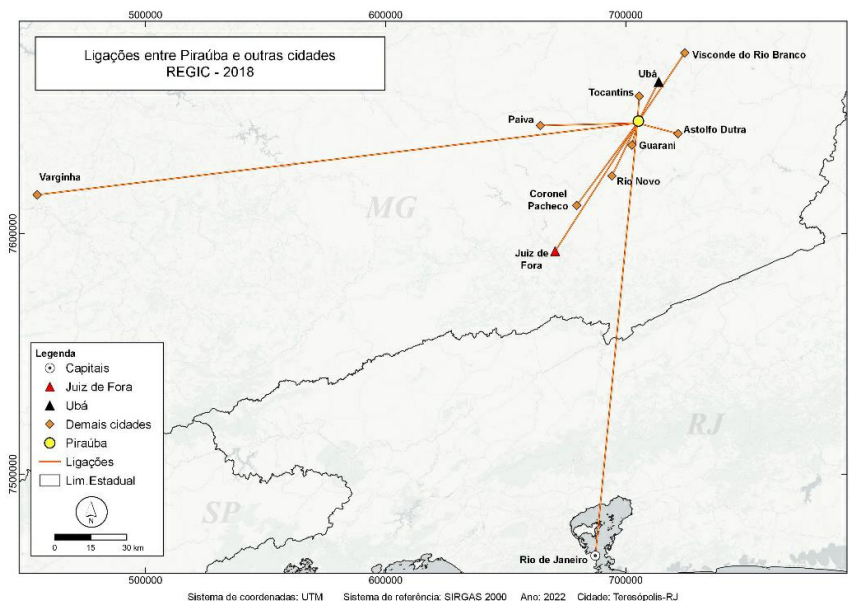 500000
600000
700000
Ligações entre Piraúba e outras cidades
REGIC - 2018
Visconde do Rio Branco
Ubá
Tocantins
Paiva
Astolfo Dutra
Guarani
Varginha
Rio Novo
Coronel
Pacheco
MG
7600000
7600000
Juiz de
Fora
Legenda
Capitais
Juiz de Fora
Ubá
Demais cidades
Piraúba
Ligações
Lim.Estadual
N
0 15 30 km
RJ
7500000
7500000
SP
Rio de Janeiro
500000
600000
700000
Sistema de coordenadas: UTM Sistema de referência: SIRGAS 2000 Ano: 2022 Cidade: Teresópolis-RJ